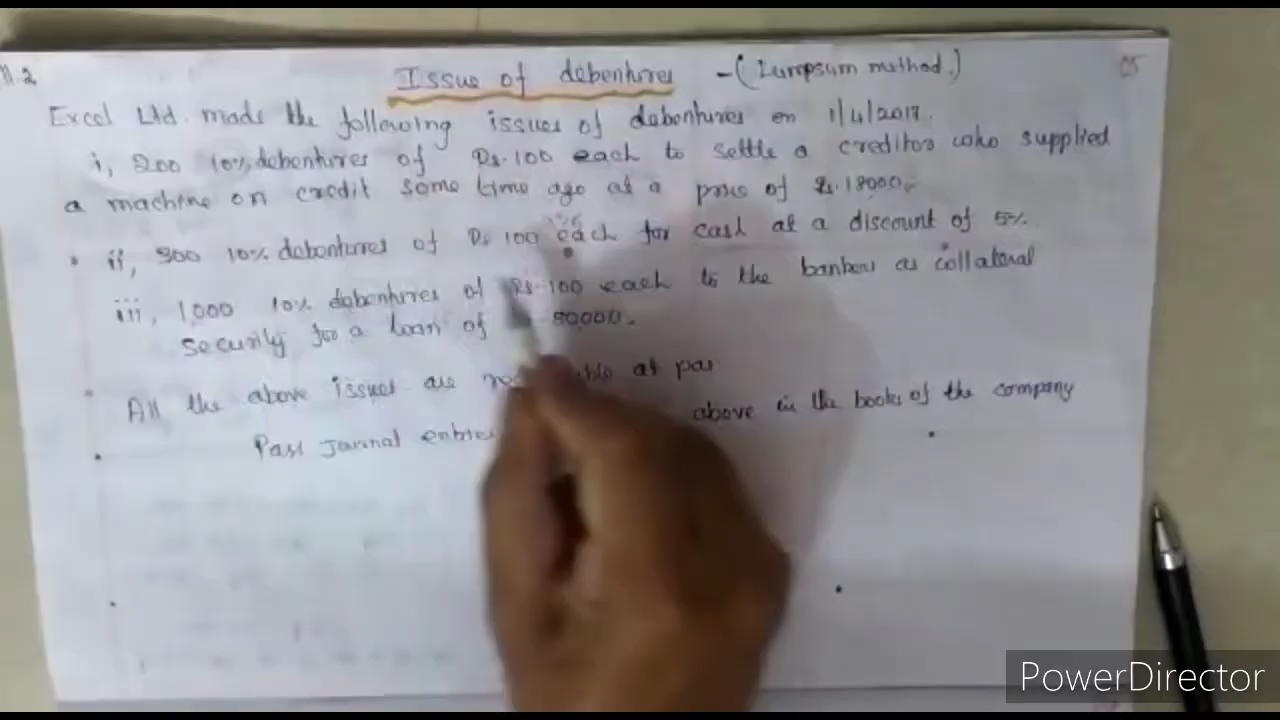 11.2
Issue of debentures - (Lumpsum method.)
05
Excel Ltd. made the following issues of debentures on 1/4/2017.
i, 200 10% debentures of Rs.100 each to settle a creditor who supplied
a machine on credit some time ago at a price of Rs.18000.
ii, 300 10% debentures of Rs 100 each for cash at a discount of 5%.
iii, 1000 10% debentures of Rs.100 each to the bankers as collateral
security for a loan of 80000.
All the above issues are at par
Pass Journal above in the books of the company
PowerDirector